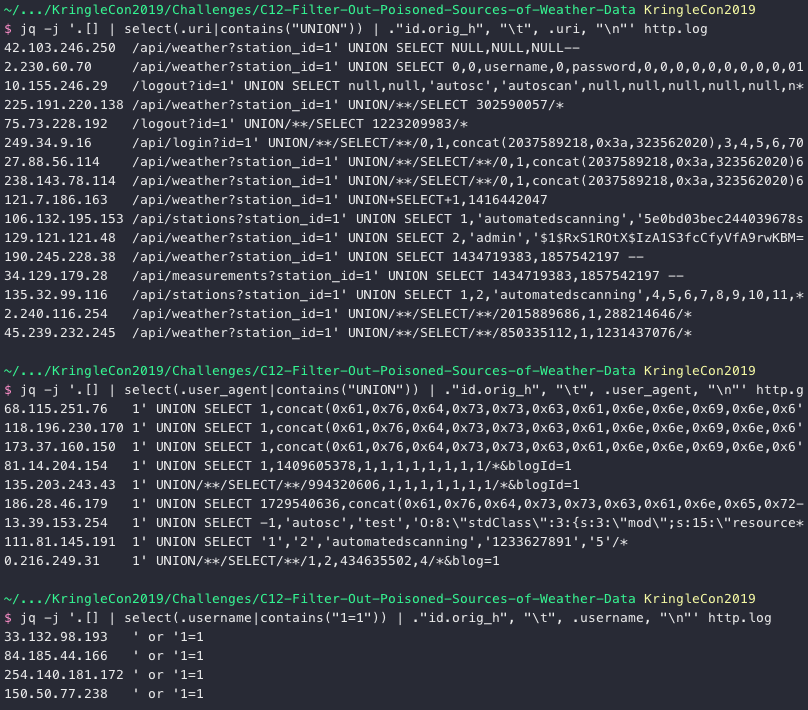 ~/.../KringleCon2019/Challenges/C12-Filter-Out-Poisoned-Sources-of-Weather-Data KringleCon2019
$ jq -j '.[] | select(.uri|contains("UNION")) | ."id.orig_h", "\t", .uri, "\n"' http.log
42.103.246.250  /api/weather?station_id=1' UNION SELECT NULL,NULL,NULL--
2.230.60.70     /api/weather?station_id=1' UNION SELECT 0,0,username,0,password,0,0,0,0,0,0,0,0,0,01
10.155.246.29   /logout?id=1' UNION SELECT null,null,'autosc','autoscan',null,null,null,null,null,n*
225.191.220.138 /api/weather?station_id=1' UNION/**/SELECT 302590057/*
75.73.228.192   /logout?id=1' UNION/**/SELECT 1223209983/*
249.34.9.16     /api/login?id=1' UNION/**/SELECT/**/0,1,concat(2037589218,0x3a,323562020),3,4,5,6,70
27.88.56.114    /api/weather?station_id=1' UNION/**/SELECT/**/0,1,concat(2037589218,0x3a,323562020)6
238.143.78.114  /api/weather?station_id=1' UNION/**/SELECT/**/0,1,concat(2037589218,0x3a,323562020)6
121.7.186.163   /api/weather?station_id=1' UNION+SELECT+1,1416442047
106.132.195.153 /api/stations?station_id=1' UNION SELECT 1,'automatedscanning','5e0bd03bec244039678s
129.121.121.48  /api/weather?station_id=1' UNION SELECT 2,'admin','$1$RxS1ROtX$IzA1S3fcCfyVfA9rwKBM=
190.245.228.38  /api/weather?station_id=1' UNION SELECT 1434719383,1857542197 --
34.129.179.28   /api/measurements?station_id=1' UNION SELECT 1434719383,1857542197 --
135.32.99.116   /api/stations?station_id=1' UNION SELECT 1,2,'automatedscanning',4,5,6,7,8,9,10,11,*
2.240.116.254   /api/weather?station_id=1' UNION/**/SELECT/**/2015889686,1,288214646/*
45.239.232.245  /api/weather?station_id=1' UNION/**/SELECT/**/850335112,1,1231437076/*
~/.../KringleCon2019/Challenges/C12-Filter-Out-Poisoned-Sources-of-Weather-Data KringleCon2019
$ jq -j '.[] | select(.user_agent|contains("UNION")) | ."id.orig_h", "\t", .user_agent, "\n"' http.g
68.115.251.76   1' UNION SELECT 1,concat(0x61,0x76,0x64,0x73,0x73,0x63,0x61,0x6e,0x6e,0x69,0x6e,0x6'
118.196.230.170 1' UNION SELECT 1,concat(0x61,0x76,0x64,0x73,0x73,0x63,0x61,0x6e,0x6e,0x69,0x6e,0x6'
173.37.160.150  1' UNION SELECT 1,concat(0x61,0x76,0x64,0x73,0x73,0x63,0x61,0x6e,0x6e,0x69,0x6e,0x6'
81.14.204.154   1' UNION SELECT 1,1409605378,1,1,1,1,1,1,1,1/*&blogId=1
135.203.243.43  1' UNION/**/SELECT/**/994320606,1,1,1,1,1,1,1/*&blogId=1
186.28.46.179   1' UNION SELECT 1729540636,concat(0x61,0x76,0x64,0x73,0x73,0x63,0x61,0x6e,0x65,0x72-
13.39.153.254   1' UNION SELECT -1,'autosc','test','O:8:\"stdClass\":3:{s:3:\"mod\";s:15:\"resource*
111.81.145.191  1' UNION SELECT '1','2','automatedscanning','1233627891','5'/*
0.216.249.31    1' UNION/**/SELECT/**/1,2,434635502,4/*&blog=1
~/.../KringleCon2019/Challenges/C12-Filter-Out-Poisoned-Sources-of-Weather-Data KringleCon2019
$ jq -j '.[] | select(.username|contains("1=1")) | ."id.orig_h", "\t", .username, "\n"' http.log
33.132.98.193   ' or '1=1
84.185.44.166   ' or '1=1
254.140.181.172 ' or '1=1
150.50.77.238   ' or '1=1